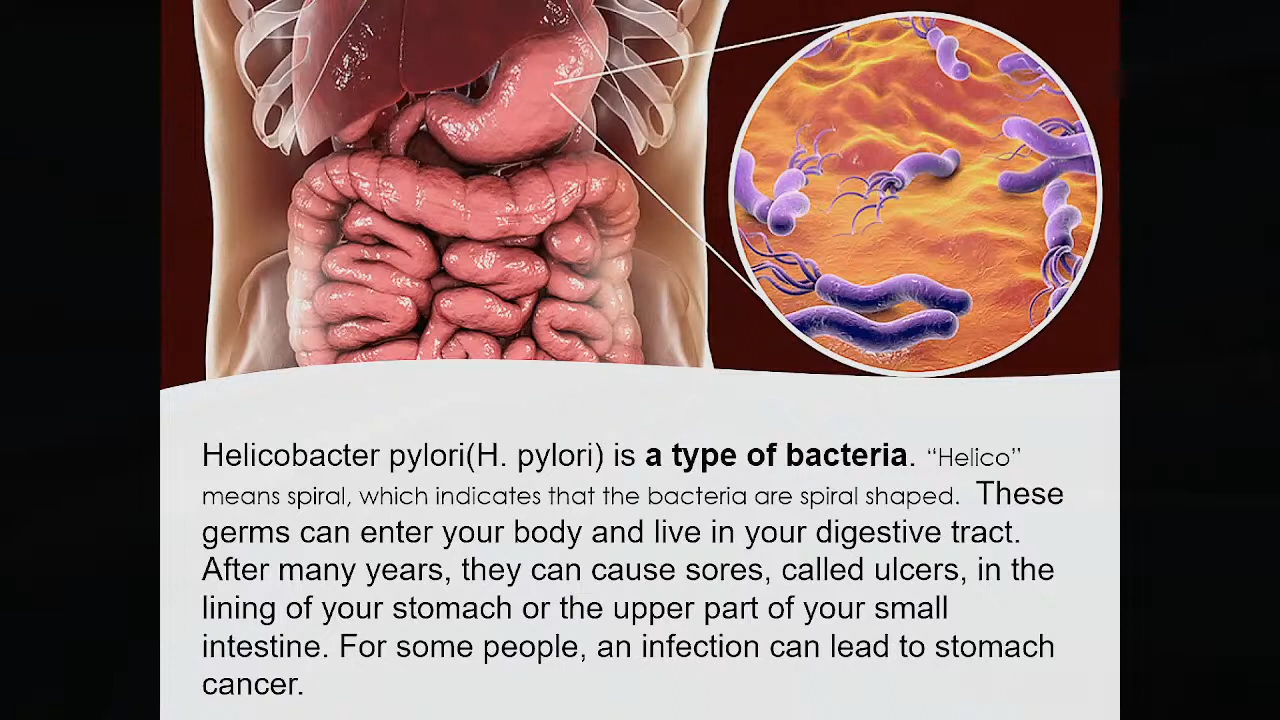 Helicobacter pylori(H. pylori) is a type of bacteria. “Helico”
means spiral, which indicates that the bacteria are spiral shaped. These
germs can enter your body and live in your digestive tract.
After many years, they can cause sores, called ulcers, in the
lining of your stomach or the upper part of your small
intestine. For some people, an infection can lead to stomach
cancer.